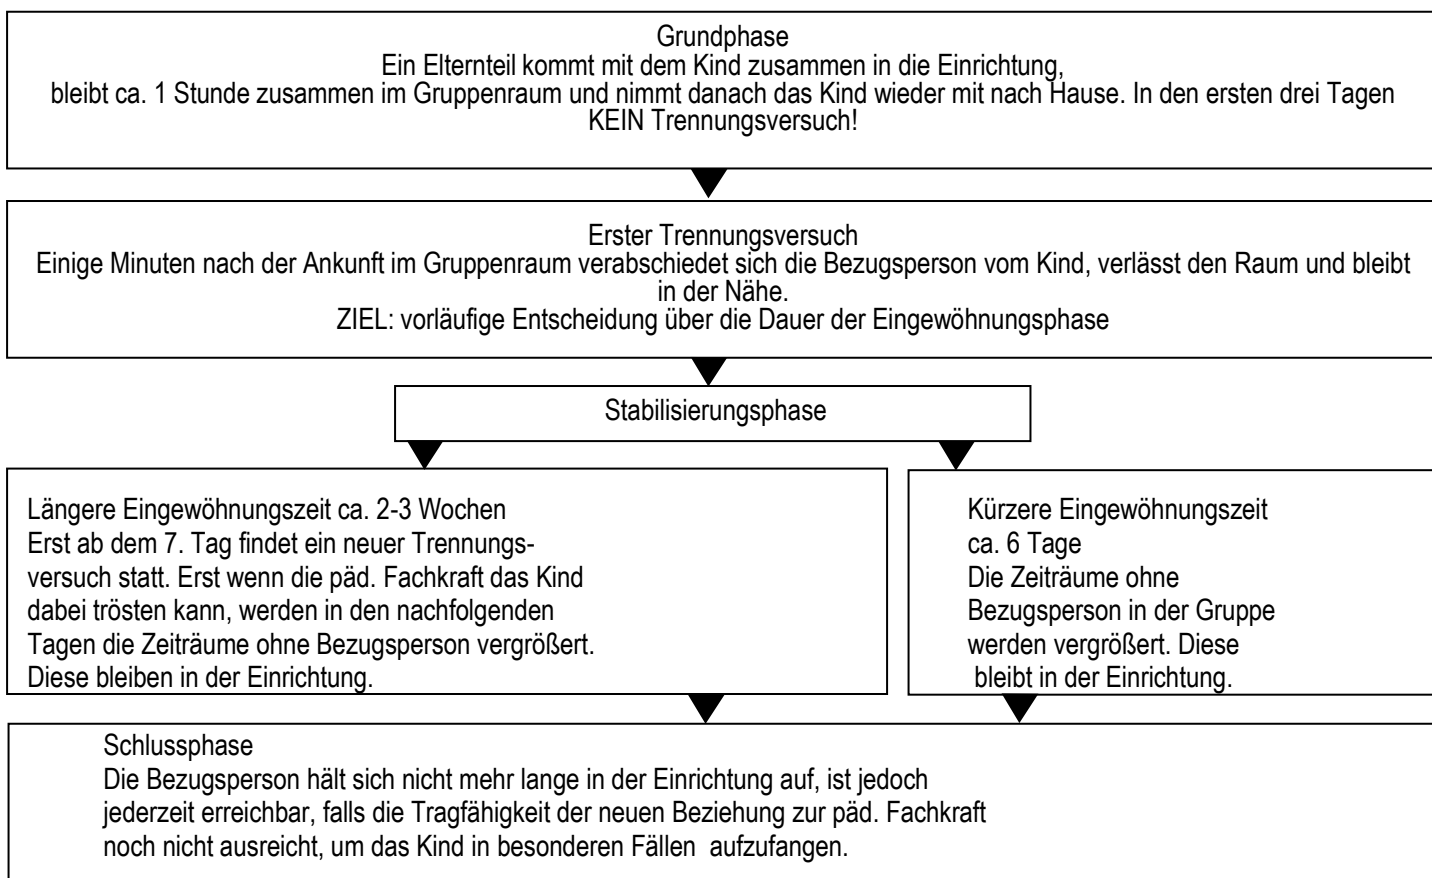 Grundphase
Ein Elternteil kommt mit dem Kind zusammen in die Einrichtung,
bleibt ca. 1 Stunde zusammen im Gruppenraum und nimmt danach das Kind wieder mit nach Hause. In den ersten drei Tagen
KEIN Trennungsversuch!
Erster Trennungsversuch
Einige Minuten nach der Ankunft im Gruppenraum verabschiedet sich die Bezugsperson vom Kind, verlässt den Raum und bleibt
in der Nähe.
ZIEL: vorläufige Entscheidung über die Dauer der Eingewöhnungsphase
Stabilisierungsphase
Längere Eingewöhnungszeit ca. 2-3 Wochen
Erst ab dem 7. Tag findet ein neuer Trennungs-
versuch statt. Erst wenn die päd. Fachkraft das Kind
dabei trösten kann, werden in den nachfolgenden
Tagen die Zeiträume ohne Bezugsperson vergrößert.
Diese bleiben in der Einrichtung.
Kürzere Eingewöhnungszeit
ca. 6 Tage
Die Zeiträume ohne
Bezugsperson in der Gruppe
werden vergrößert. Diese
bleibt in der Einrichtung.
Schlussphase
Die Bezugsperson hält sich nicht mehr lange in der Einrichtung auf, ist jedoch
jederzeit erreichbar, falls die Tragfähigkeit der neuen Beziehung zur päd. Fachkraft
noch nicht ausreicht, um das Kind in besonderen Fällen aufzufangen.